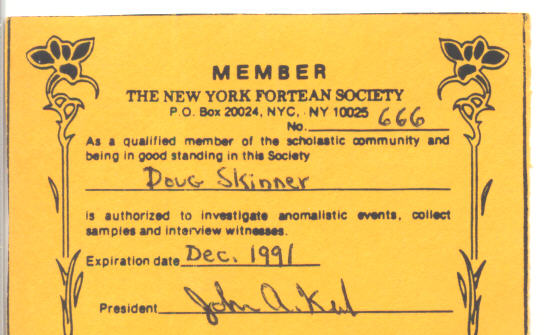 MEMBER
THE NEW YORK FORTEAN SOCIETY
P.O. Box 20024, NYC, NY 10025
No. 666
As a qualified member of the scholastic community and
being in good standing in this Society
Doug Skinner
is authorized to investigate anomalistic events, collect
samples and interview witnesses.
Expiration date Dec. 1991
President John A. Keel